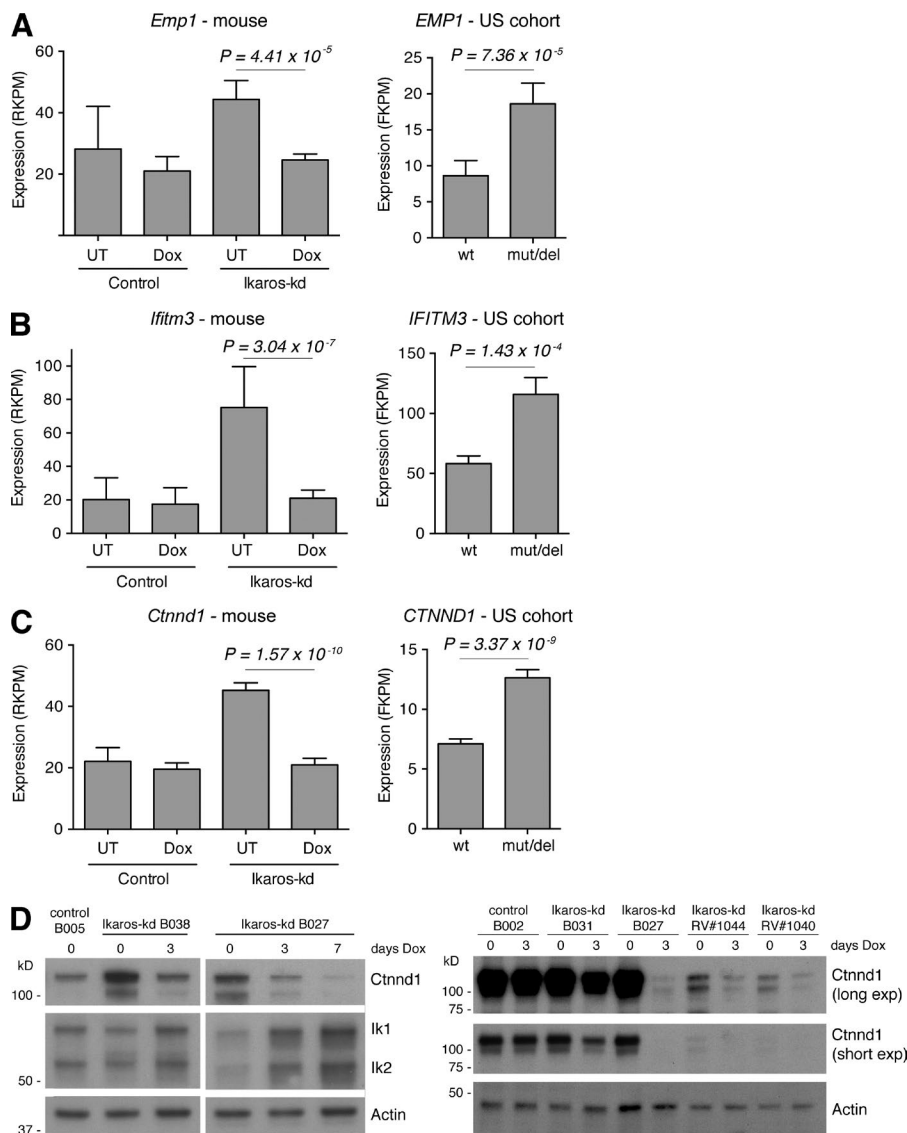 A
Emp1 - mouse
EMP1 - US cohort
P = 4.41 x 10 -5
P = 7.36 x 10 -5
Expression (RKPM)
60
40
20
Expression (FKPM)
25
20
15
10
5
0
UT Dox UT Dox
Control Ikaros-kd
wt mut/del
B
Ifitm3 - mouse
IFITM3 - US cohort
P = 3.04 x 10 -7
P = 1.43 x 10 -4
Expression (RKPM)
100
80
60
40
20
0
Expression (FKPM)
150
100
50
0
UT Dox UT Dox
Control Ikaros-kd
wt mut/del
C
Ctnnd1 - mouse
CTNND1 - US cohort
P = 1.57 x 10 -10
P = 3.37 x 10 -9
Expression (RKPM)
60
40
20
0
Expression (FKPM)
15
10
5
0
UT Dox UT Dox
Control Ikaros-kd
wt mut/del
D
control B005
Ikaros-kd B038
Ikaros-kd B027
0 0 3 0 3 7 days Dox
kD
100 -
Ctnnd1
Ik1
Ik2
50 -
Actin
37 -
control B002
Ikaros-kd B031
Ikaros-kd B027
Ikaros-kd RV#1044
Ikaros-kd RV#1040
0 3 0 3 0 3 0 3 0 3 days Dox
kD
100 -
75 -
Ctnnd1
(long exp)
100 -
75 -
Ctnnd1
(short exp)
50 -
Actin